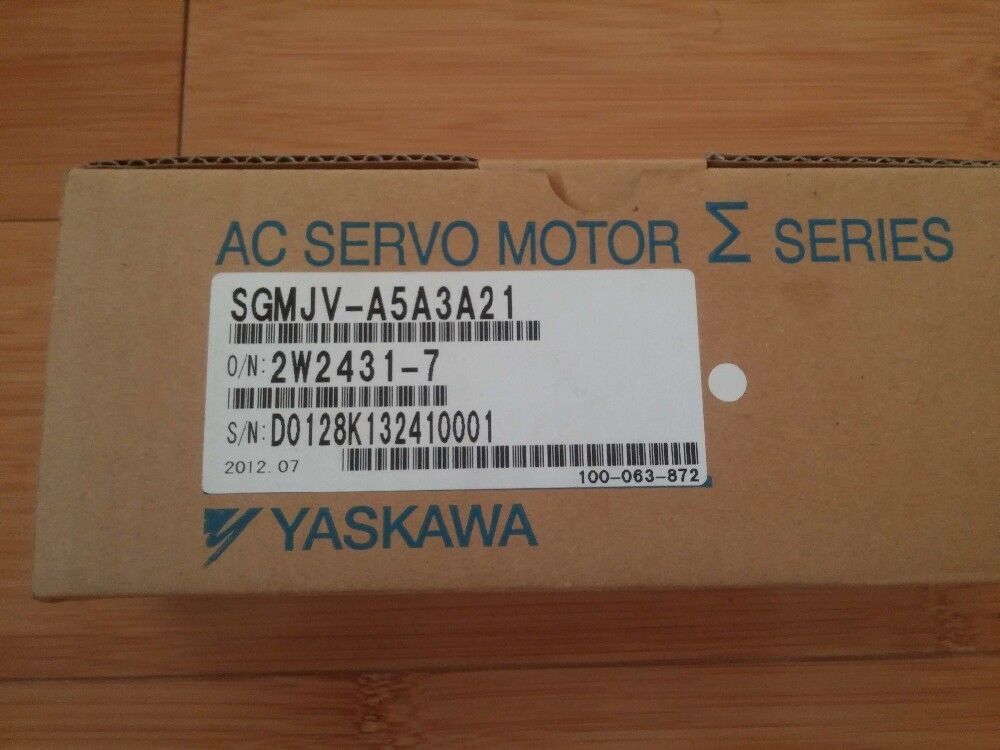 AC SERVO MOTOR Σ SERIES
SGMJV-A5A3A21
O/N: 2W2431-7
S/N: D0128K132410001
2012.07
100-063-872
YASKAWA